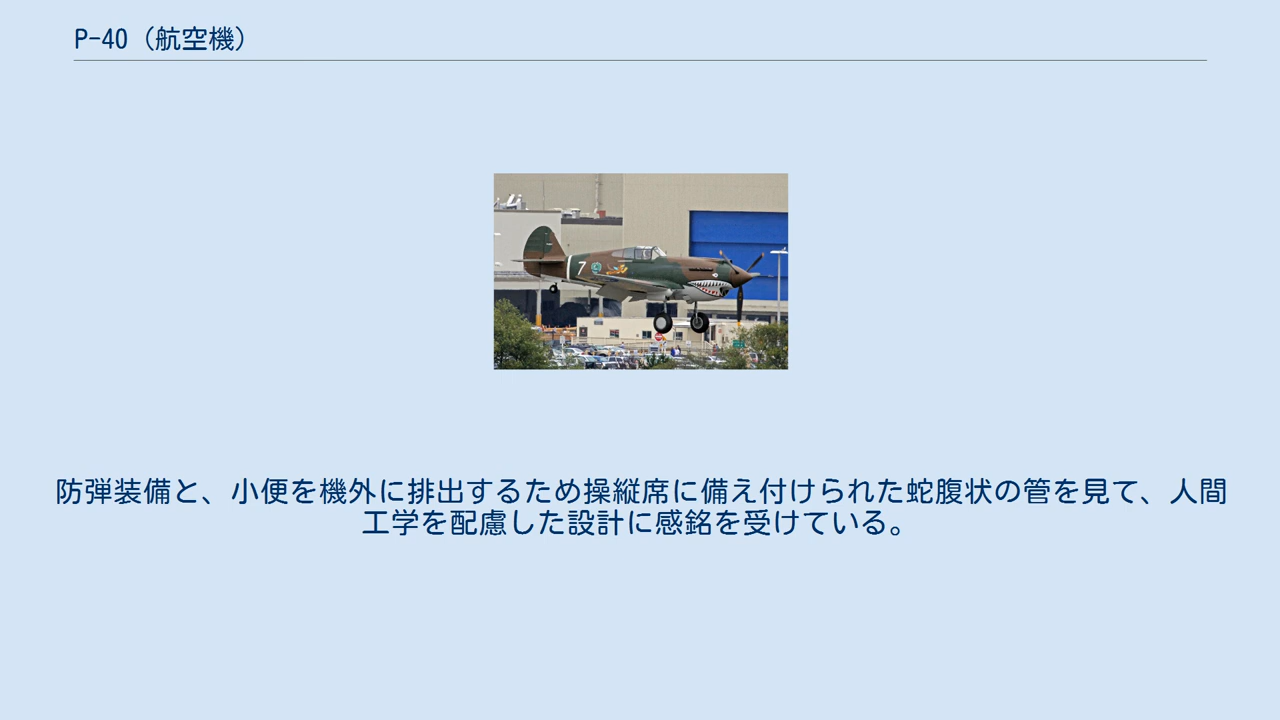 P-40（航空機）
7
防弾装備と、小便を機外に排出するため操縦席に備え付けられた蛇腹状の管を見て、人間
工学を配慮した設計に感銘を受けている。